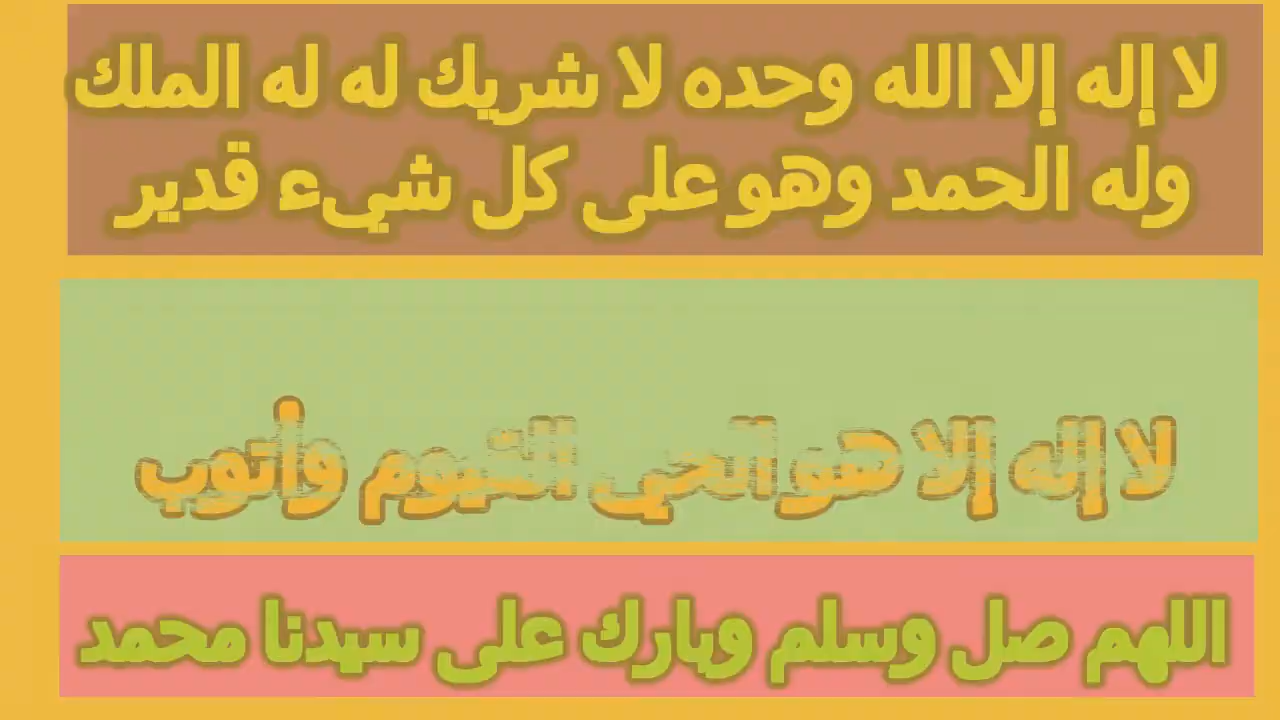 لا إله إلا الله وحده لا شريك له له الملك
وله الحمد وهو على كل شيء قدير
لا إله إلا هو الحي القيوم وأتوب
اللهم صل وسلم وبارك على سيدنا محمد